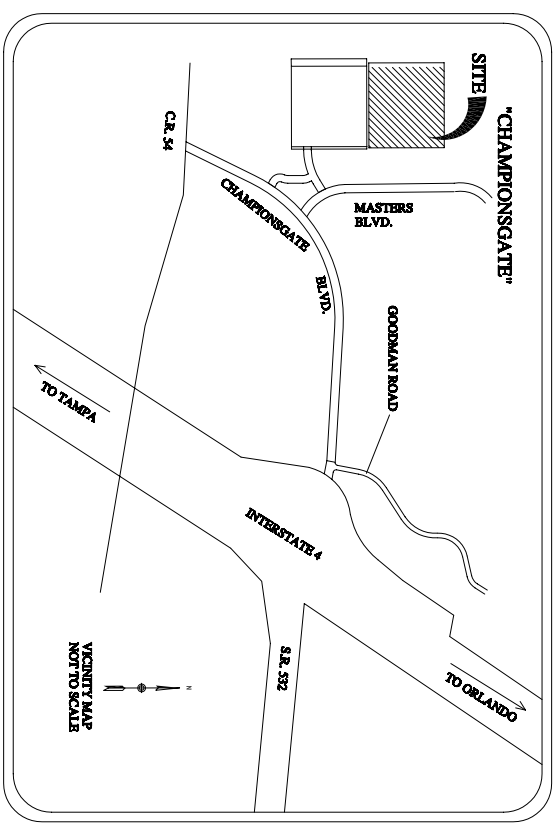 "CHAMPIONSGATE"
SITE
MASTERS
BLVD.
GOODMAN ROAD
CHAMPIONSGATE
BLVD.
C.R. 54
TO ORLANDO
INTERSTATE 4
TO TAMPA
S.R. 532
N
VICINITY MAP
NOT TO SCALE